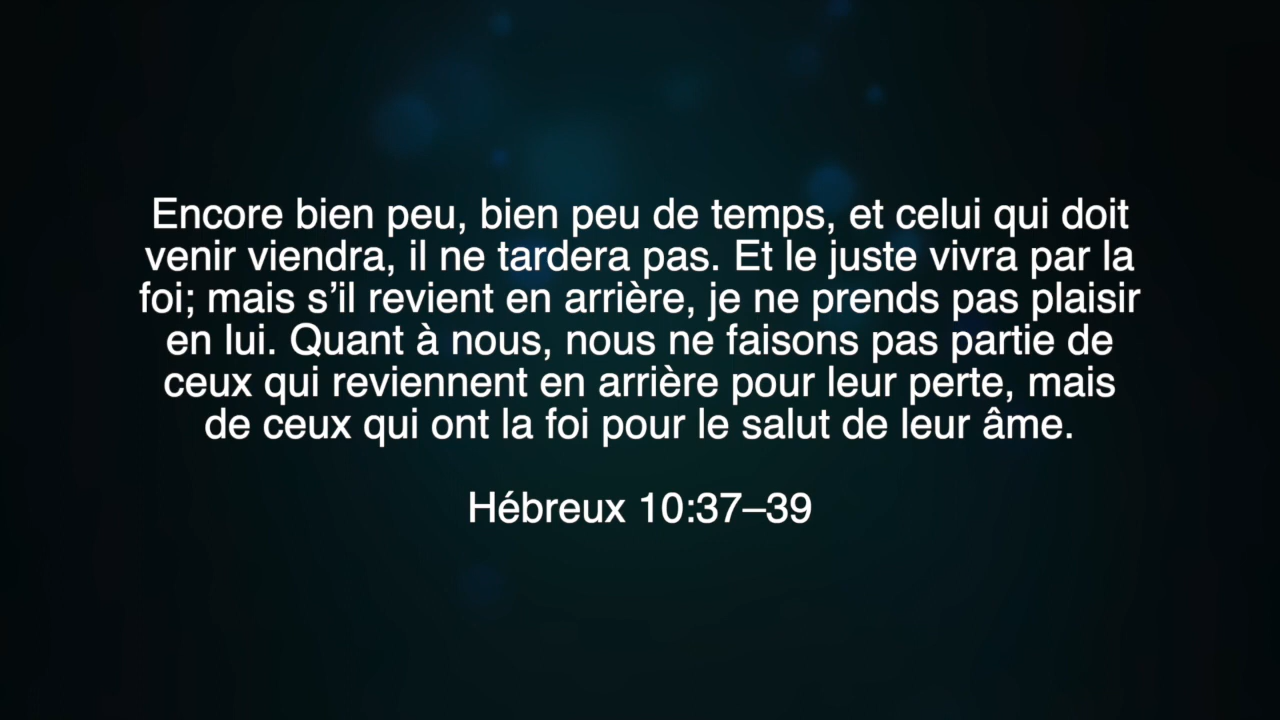 Encore bien peu, bien peu de temps, et celui qui doit
venir viendra, il ne tardera pas. Et le juste vivra par la
foi; mais s’il revient en arrière, je ne prends pas plaisir
en lui. Quant à nous, nous ne faisons pas partie de
ceux qui reviennent en arrière pour leur perte, mais
de ceux qui ont la foi pour le salut de leur âme.
Hébreux 10:37–39